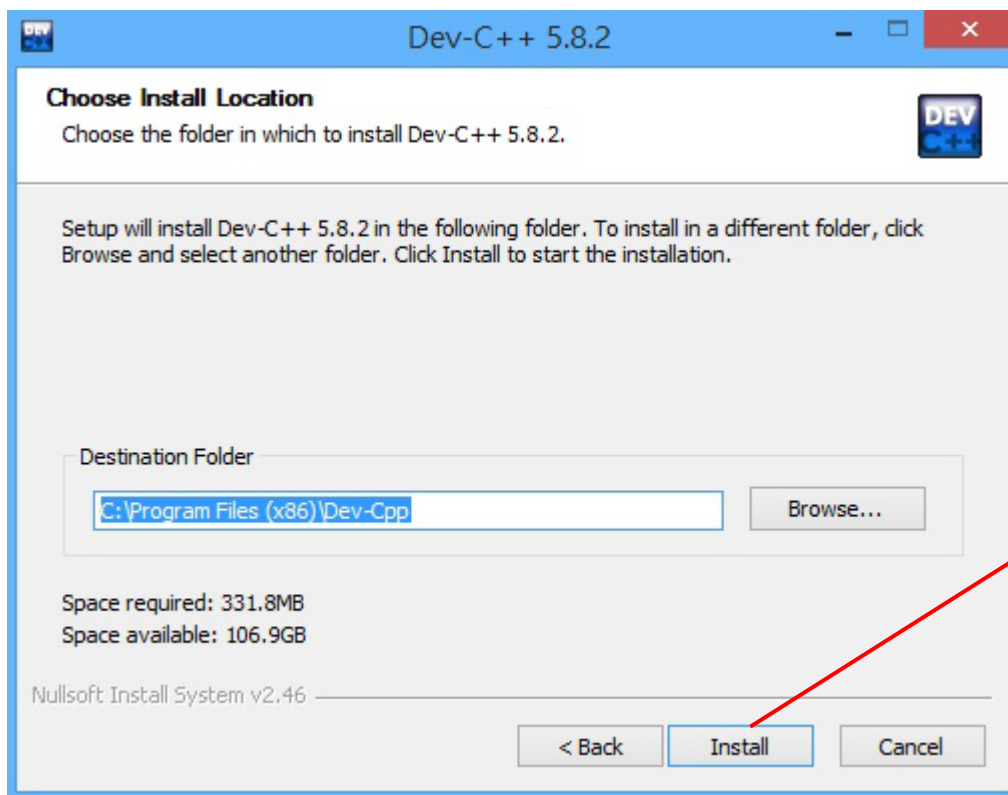 DEV
C++
Dev-C++ 5.8.2
Choose Install Location
Choose the folder in which to install Dev-C++ 5.8.2.
DEV
C++
Setup will install Dev-C++ 5.8.2 in the following folder. To install in a different folder, click
Browse and select another folder. Click Install to start the installation.
Destination Folder
C:\Program Files (x86)\Dev-Cpp
Browse...
Space required: 331.8MB
Space available: 106.9GB
Nullsoft Install System v2.46
< Back
Install
Cancel